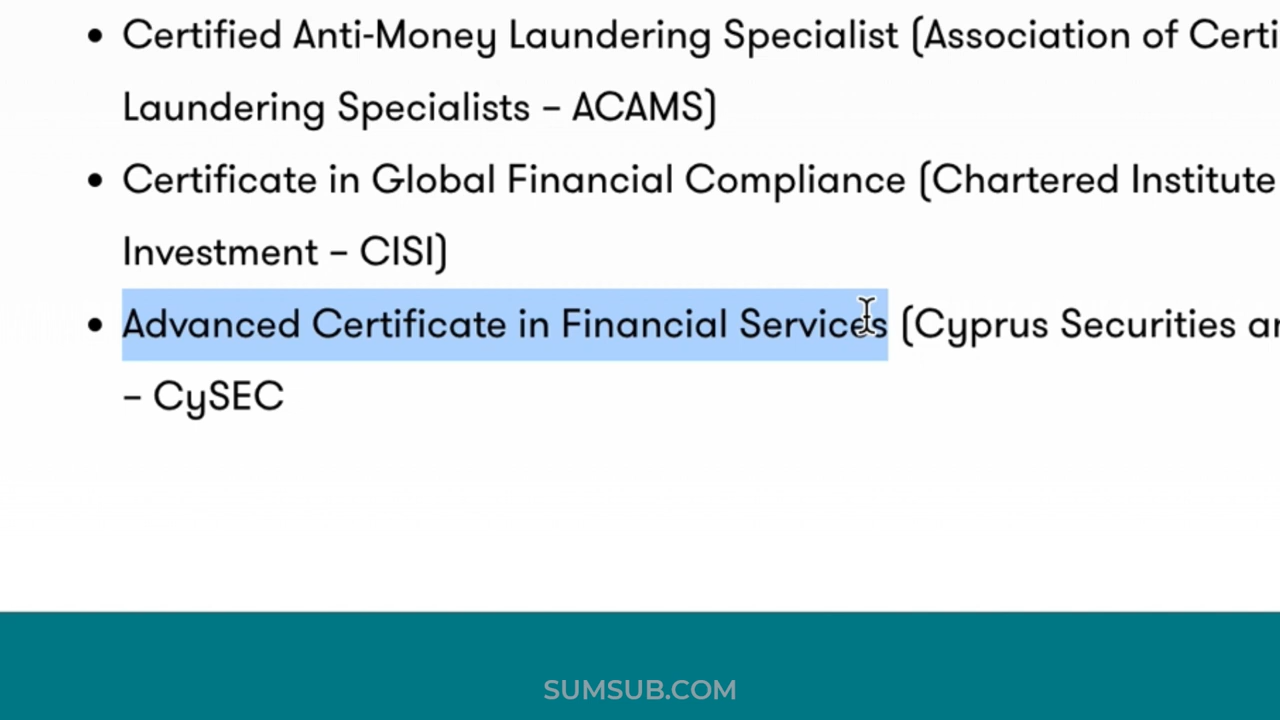 • Certified Anti-Money Laundering Specialist (Association of Certi
Laundering Specialists – ACAMS)
• Certificate in Global Financial Compliance (Chartered Institute
Investment – CISI)
• Advanced Certificate in Financial Services (Cyprus Securities an
– CySEC
SUMSUB.COM